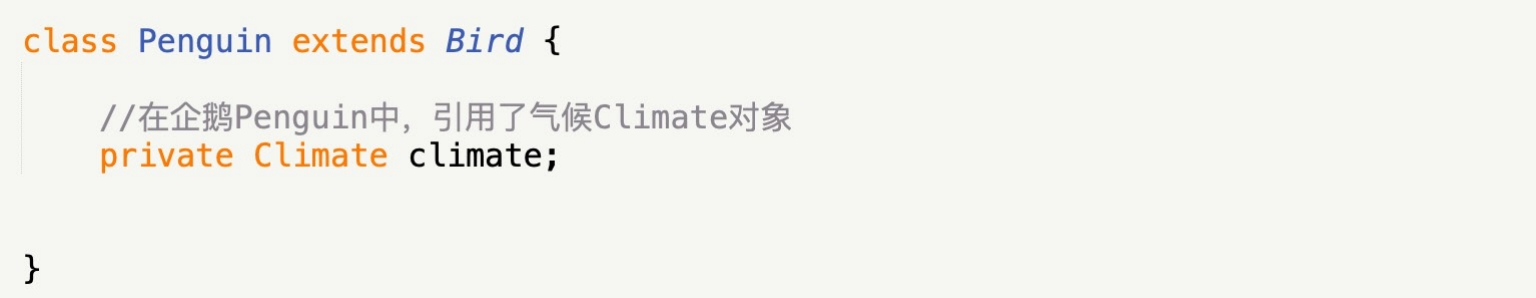 class Penguin extends Bird {
//在企鹅Penguin中，引用了气候Climate对象
private Climate climate;
}